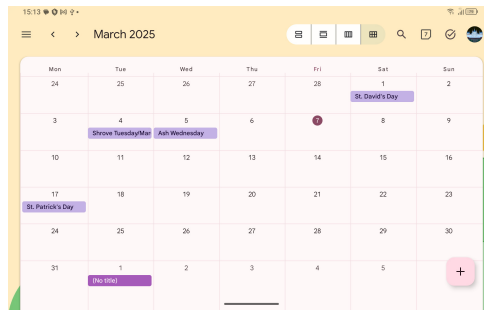 15:13
March 2025
7
Mon Tue Wed Thu Fri Sat Sun
24 25 26 27 28 1 2
St. David's Day
3 4 5 6 7 8 9
Shrove Tuesday/Mar Ash Wednesday
10 11 12 13 14 15 16
17 18 19 20 21 22 23
St. Patrick's Day
24 25 26 27 28 29 30
31 1 2 3 4 5
(No title)